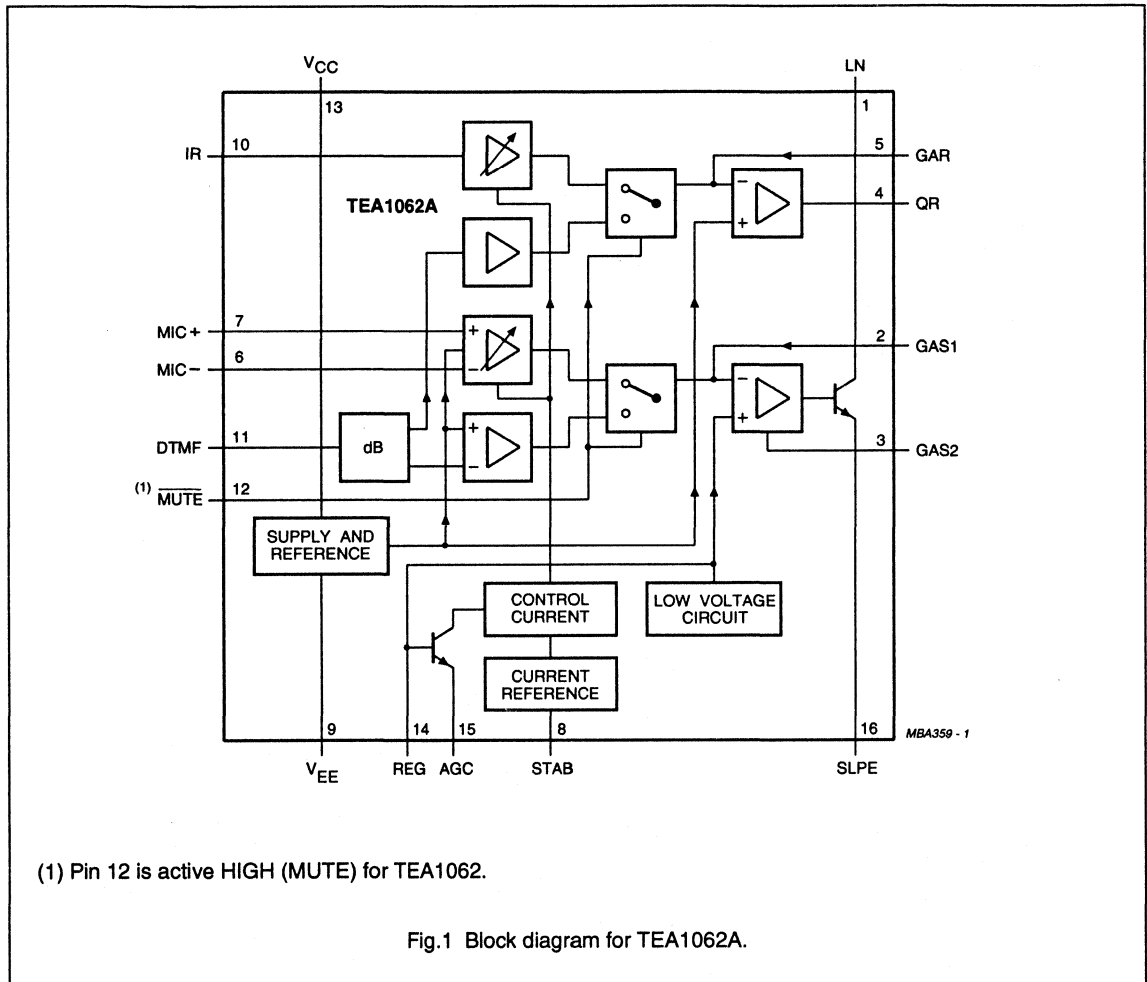 VCC
LN
13
1
IR
10
5
GAR
4
QR
TEA1062A
−
+
MIC+
7
+
MIC−
6
−
2
GAS1
−
+
3
GAS2
DTMF
11
dB
+
−
(1) MUTE
12
SUPPLY AND
REFERENCE
CONTROL
CURRENT
LOW VOLTAGE
CIRCUIT
CURRENT
REFERENCE
9
14
15
8
16
MBA359 - 1
VEE
REG
AGC
STAB
SLPE
(1) Pin 12 is active HIGH (MUTE) for TEA1062.
Fig.1 Block diagram for TEA1062A.